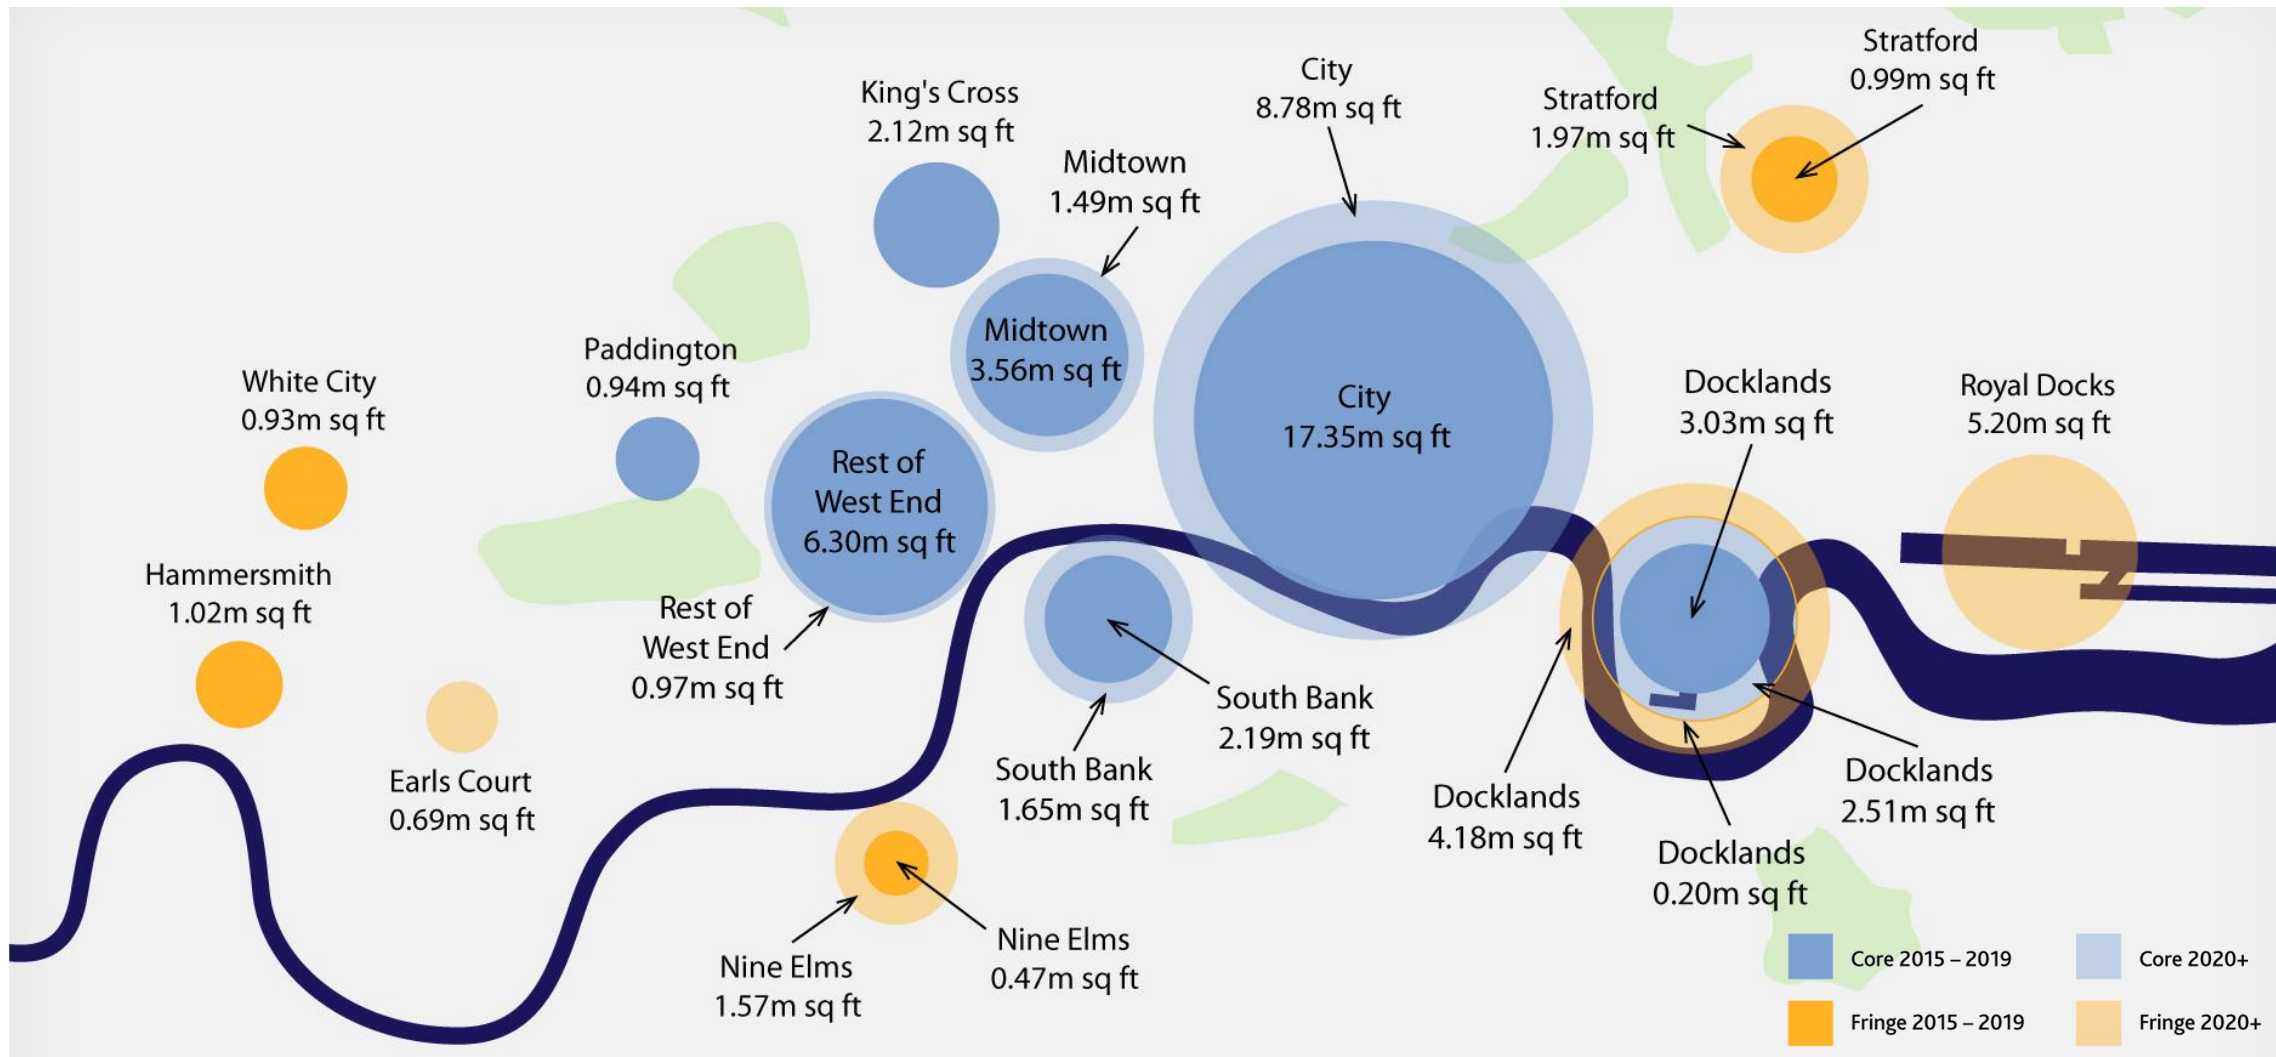 Stratford
0.99m sq ft
City
8.78m sq ft
Stratford
1.97m sq ft
King's Cross
2.12m sq ft
Midtown
1.49m sq ft
Midtown
3.56m sq ft
Paddington
0.94m sq ft
White City
0.93m sq ft
City
17.35m sq ft
Docklands
3.03m sq ft
Royal Docks
5.20m sq ft
Rest of
West End
6.30m sq ft
Hammersmith
1.02m sq ft
Rest of
West End
0.97m sq ft
South Bank
2.19m sq ft
South Bank
1.65m sq ft
Earls Court
0.69m sq ft
Docklands
4.18m sq ft
Docklands
2.51m sq ft
Docklands
0.20m sq ft
Nine Elms
0.47m sq ft
Nine Elms
1.57m sq ft
Core 2015 – 2019
Core 2020+
Fringe 2015 – 2019
Fringe 2020+